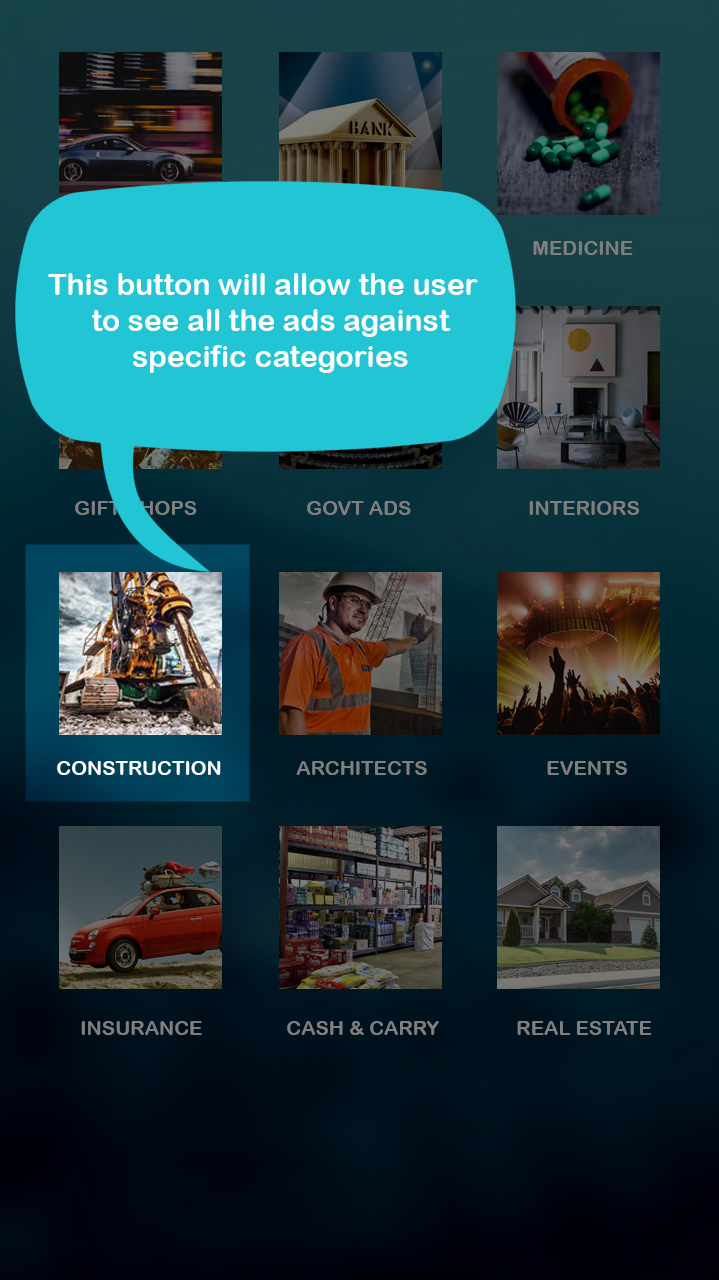 BANK
MEDICINE
This button will allow the user
to see all the ads against
specific categories
GIFT HOPS
GOVT ADS
INTERIORS
CONSTRUCTION
ARCHITECTS
EVENTS
INSURANCE
CASH & CARRY
REAL ESTATE